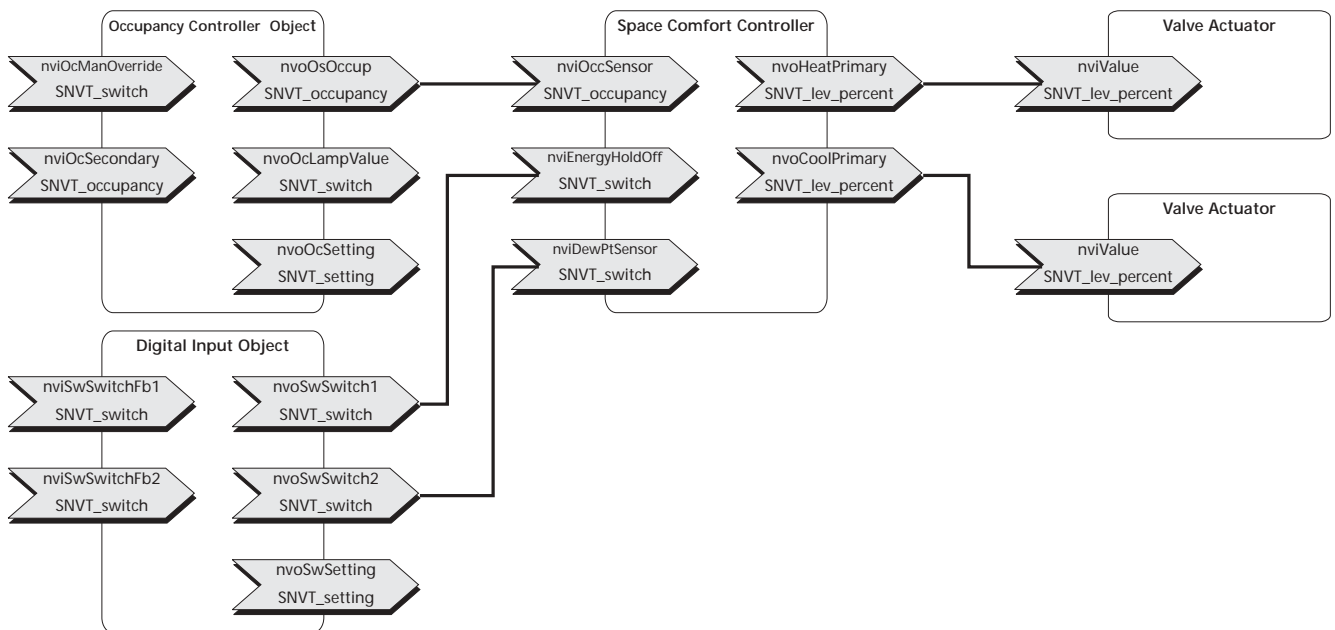 Occupancy Controller Object
nviOcManOverride
SNVT_switch
nvoOsOccup
SNVT_occupancy
nviOcSecondary
SNVT_occupancy
nvoOcLampValue
SNVT_switch
nvoOcSetting
SNVT_setting
Digital Input Object
nviSwSwitchFb1
SNVT_switch
nvoSwSwitch1
SNVT_switch
nviSwSwitchFb2
SNVT_switch
nvoSwSwitch2
SNVT_switch
nvoSwSetting
SNVT_setting
Space Comfort Controller
nviOccSensor
SNVT_occupancy
nvoHeatPrimary
SNVT_lev_percent
nviEnergyHoldOff
SNVT_switch
nvoCoolPrimary
SNVT_lev_percent
nviDewPtSensor
SNVT_switch
Valve Actuator
nviValue
SNVT_lev_percent
Valve Actuator
nviValue
SNVT_lev_percent